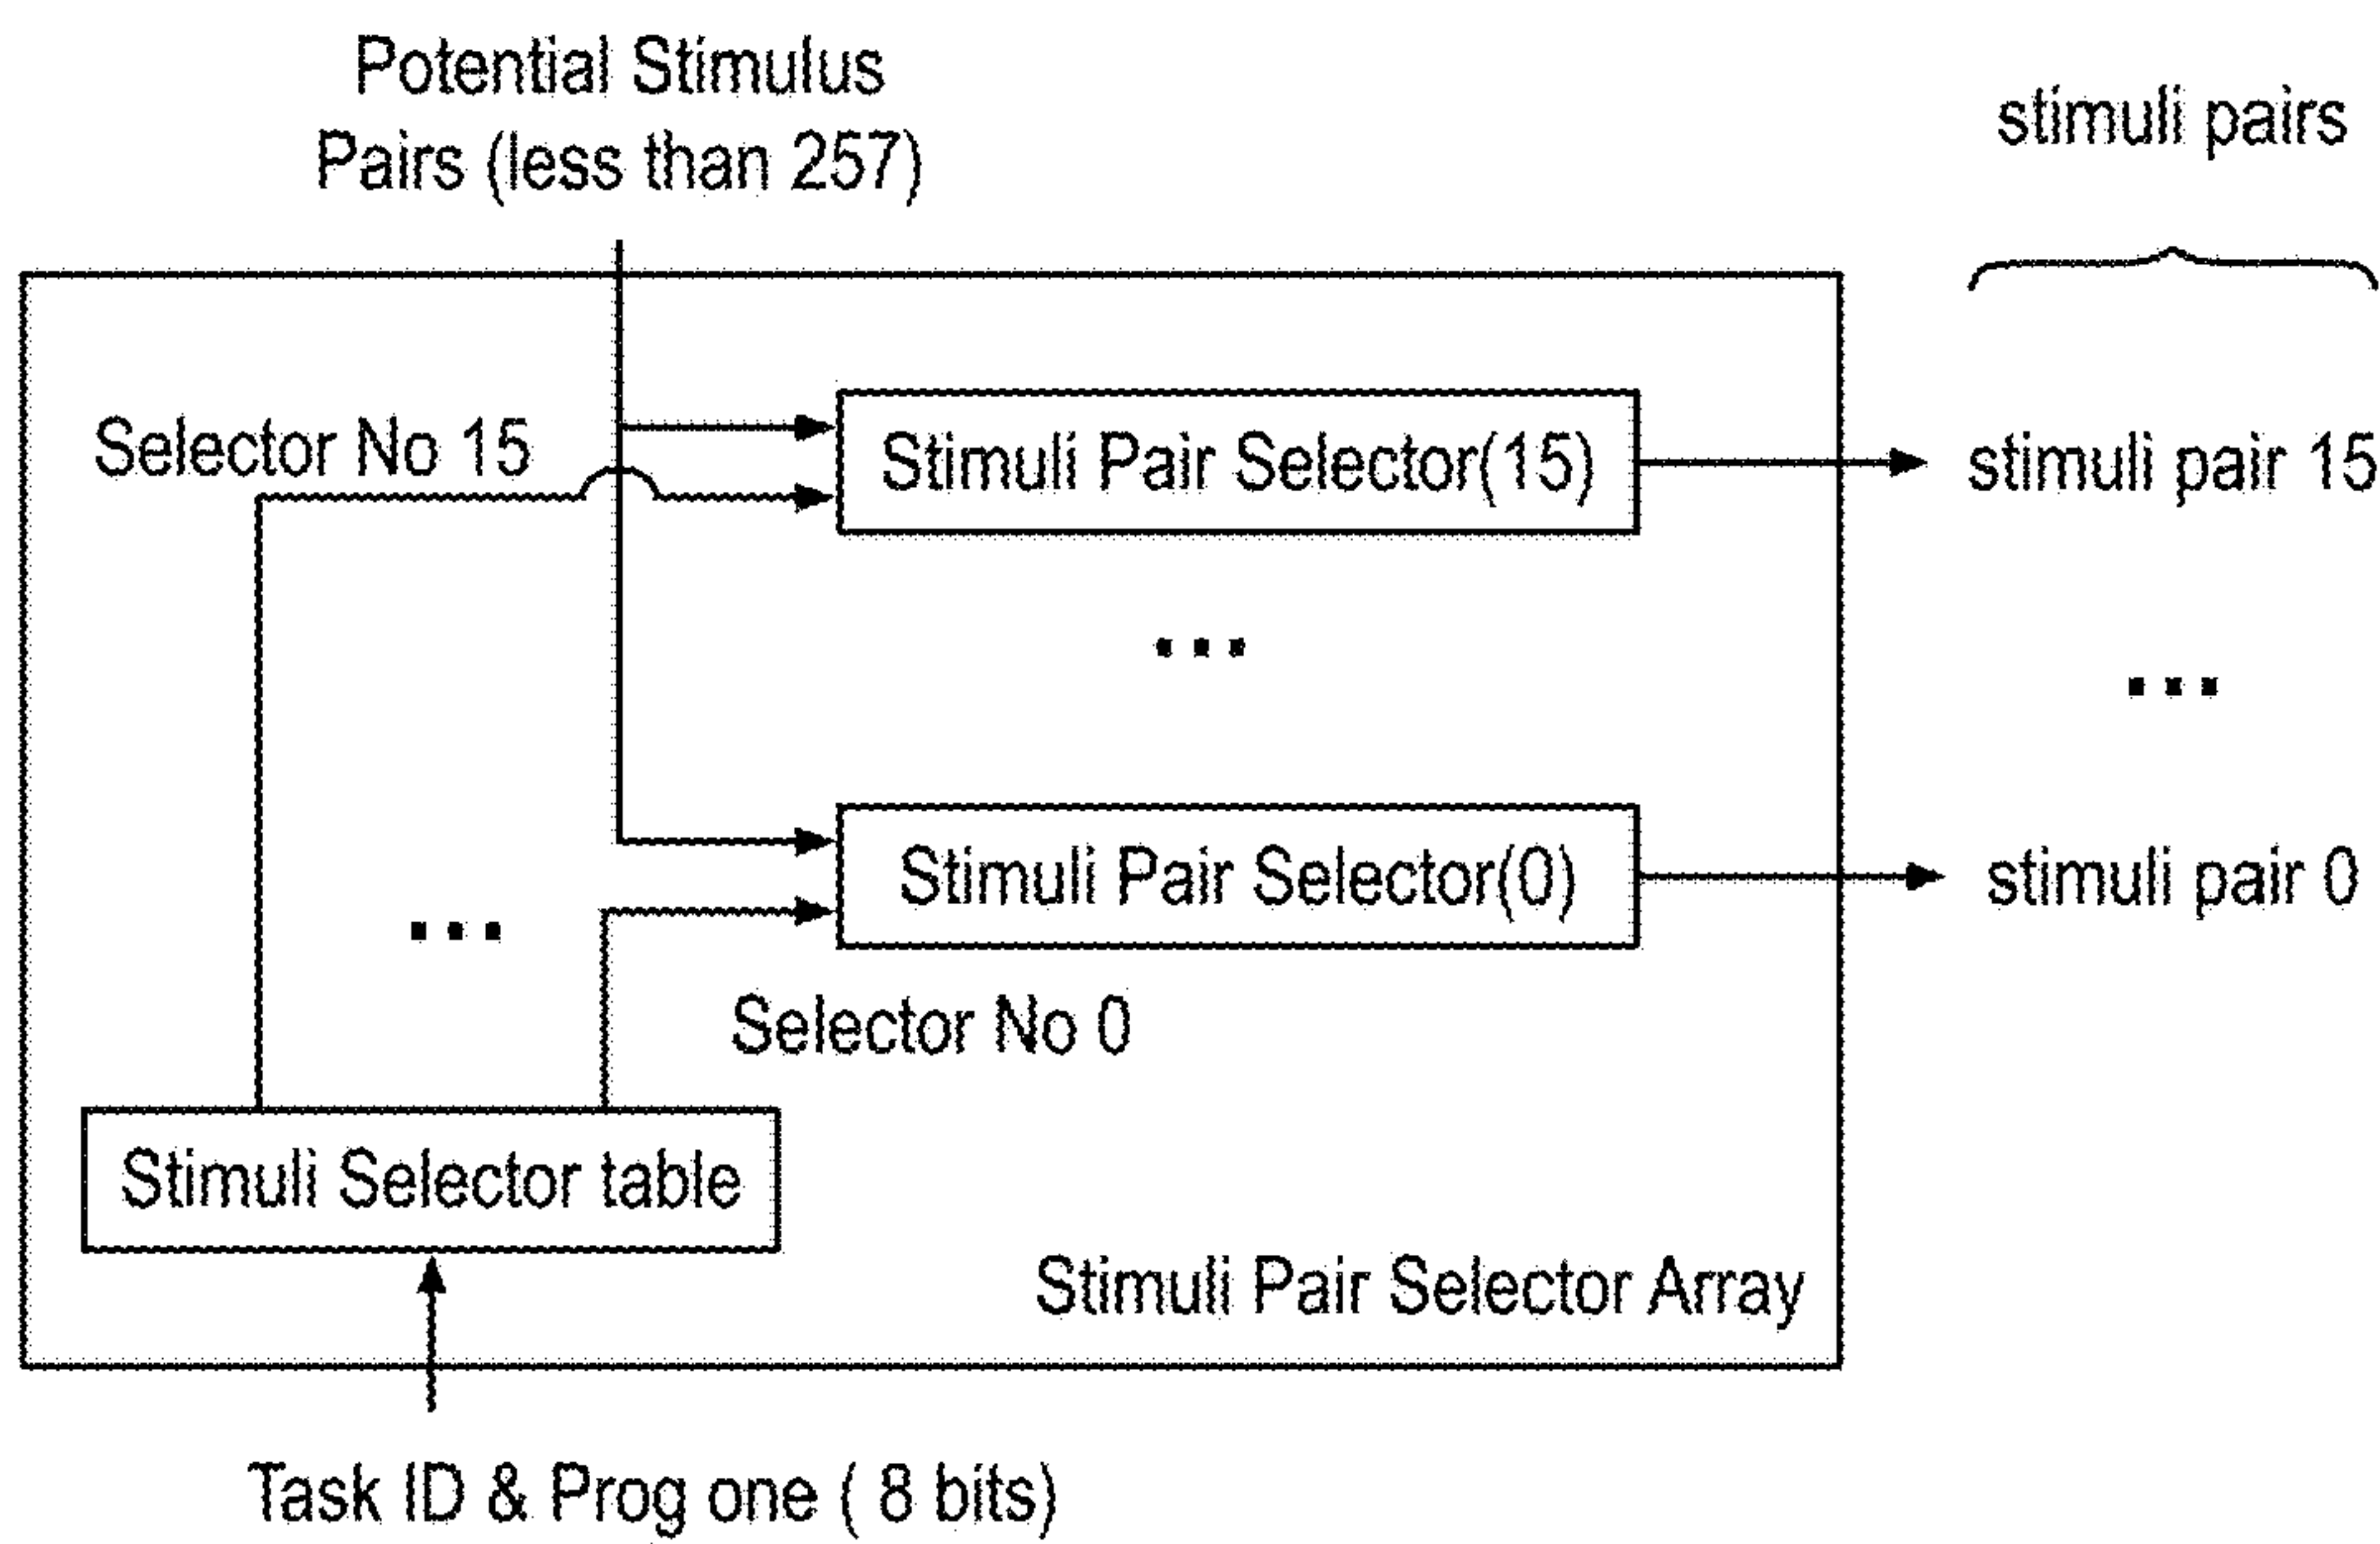 Potential Stimulus
Pairs (less than 257)
stimuli pairs
Selector No 15
Stimuli Pair Selector(15)
stimuli pair 15
...
...
Stimuli Pair Selector(0)
stimuli pair 0
...
Selector No 0
Stimuli Selector table
Stimuli Pair Selector Array
Task ID & Prog one ( 8 bits)